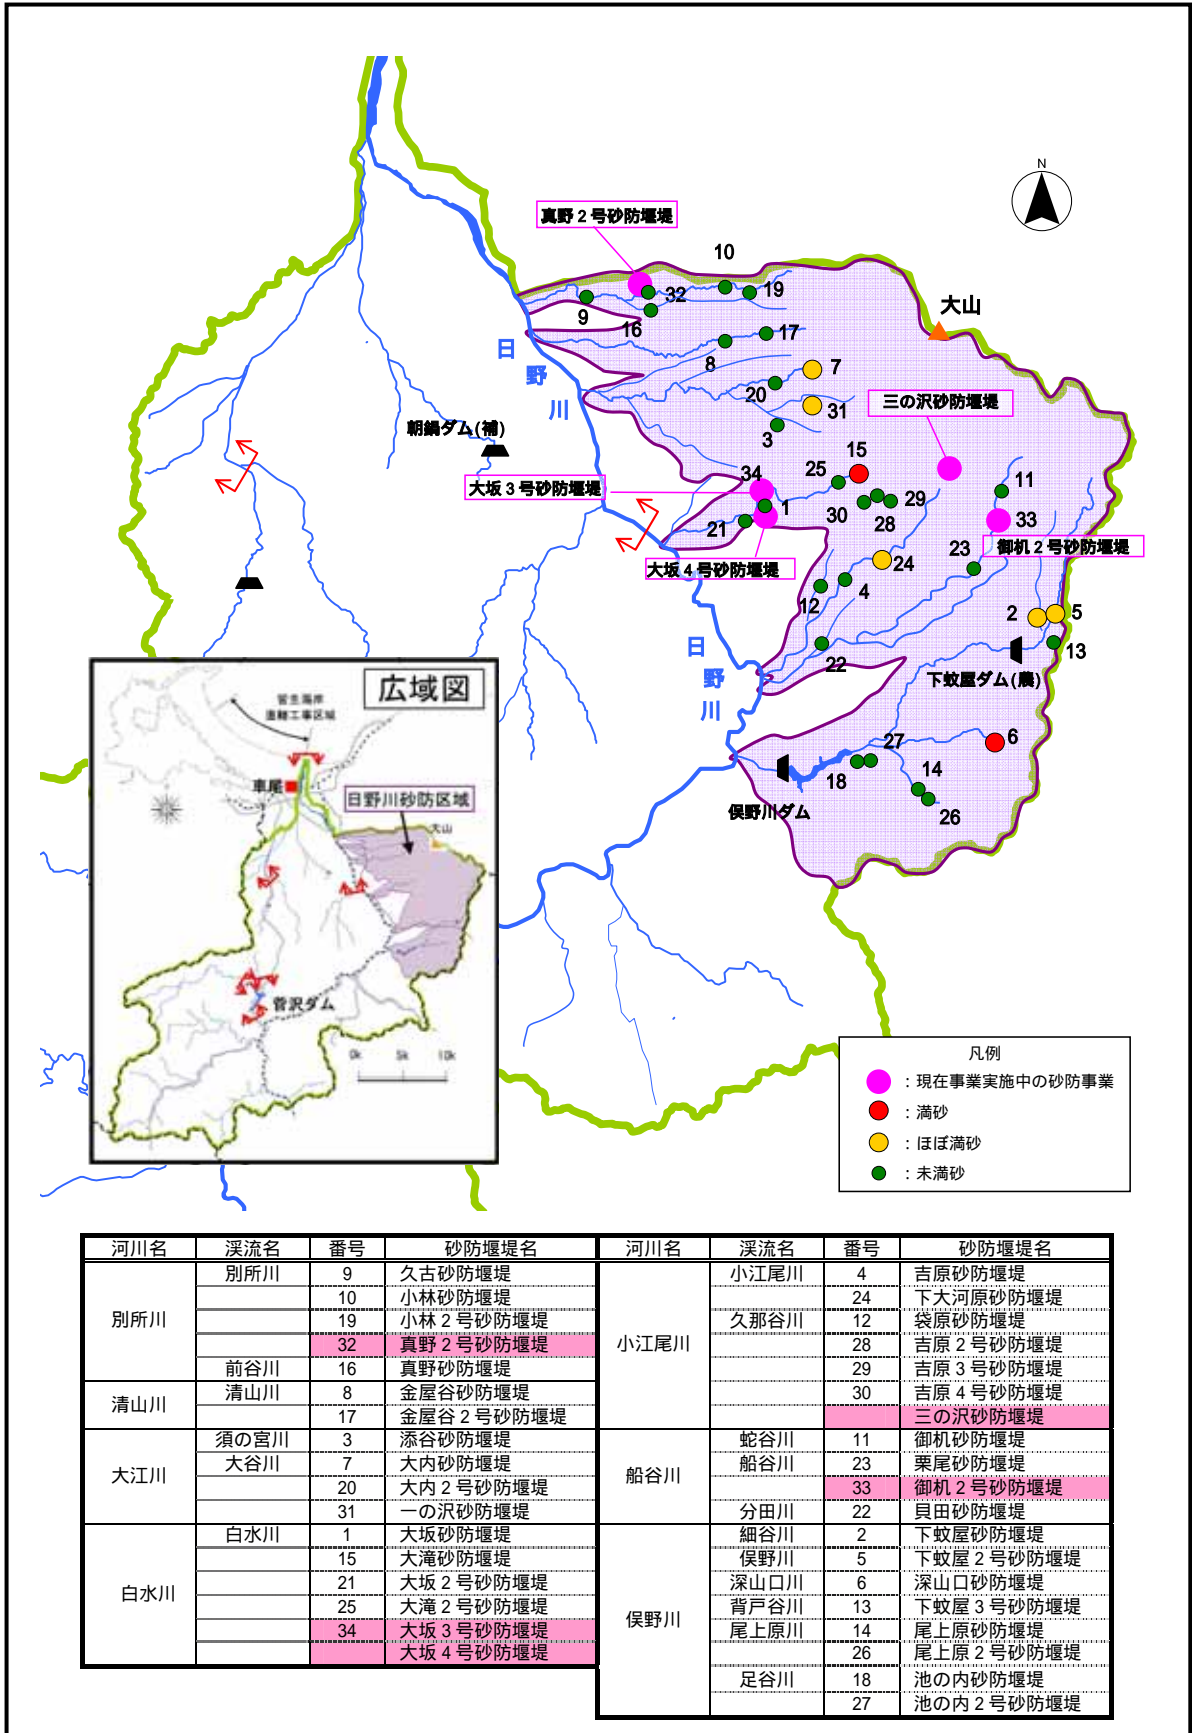 N
真野２号砂防堰堤
10
大山
32
19
9
16
17
8
日
野
川
7
20
31
3
三の沢砂防堰堤
朝鍋ダム(補)
15
34
25
大坂３号砂防堰堤
11
1
29
21
30
28
33
御机２号砂防堰堤
大坂４号砂防堰堤
24
23
12
4
2
5
日
野
川
22
13
下蚊屋ダム(農)
27
6
18
14
26
俣野川ダム
広域図
皆生海岸
直轄工事区域
車尾
日野川砂防区域
大山
菅沢ダム
0k 5k 10k
凡例
：現在事業実施中の砂防事業
：満砂
：ほぼ満砂
：未満砂
河川名 渓流名 番号 砂防堰堤名
別所川
別所川 9 久古砂防堰堤
10 小林砂防堰堤
19 小林２号砂防堰堤
32 真野２号砂防堰堤
前谷川 16 真野砂防堰堤
清山川
清山川 8 金屋谷砂防堰堤
17 金屋谷２号砂防堰堤
大江川
須の宮川 3 添谷砂防堰堤
大谷川 7 大内砂防堰堤
20 大内２号砂防堰堤
31 一の沢砂防堰堤
白水川
白水川 1 大坂砂防堰堤
15 大滝砂防堰堤
21 大坂２号砂防堰堤
25 大滝２号砂防堰堤
34 大坂３号砂防堰堤
大坂４号砂防堰堤
河川名 渓流名 番号 砂防堰堤名
小江尾川
小江尾川 4 吉原砂防堰堤
24 下大河原砂防堰堤
久那谷川 12 袋原砂防堰堤
28 吉原２号砂防堰堤
29 吉原３号砂防堰堤
30 吉原４号砂防堰堤
三の沢砂防堰堤
船谷川
蛇谷川 11 御机砂防堰堤
船谷川 23 栗尾砂防堰堤
33 御机２号砂防堰堤
分田川 22 貝田砂防堰堤
俣野川
細谷川 2 下蚊屋砂防堰堤
俣野川 5 下蚊屋２号砂防堰堤
深山口川 6 深山口砂防堰堤
背戸谷川 13 下蚊屋３号砂防堰堤
尾上原川 14 尾上原砂防堰堤
26 尾上原２号砂防堰堤
足谷川 18 池の内砂防堰堤
27 池の内２号砂防堰堤